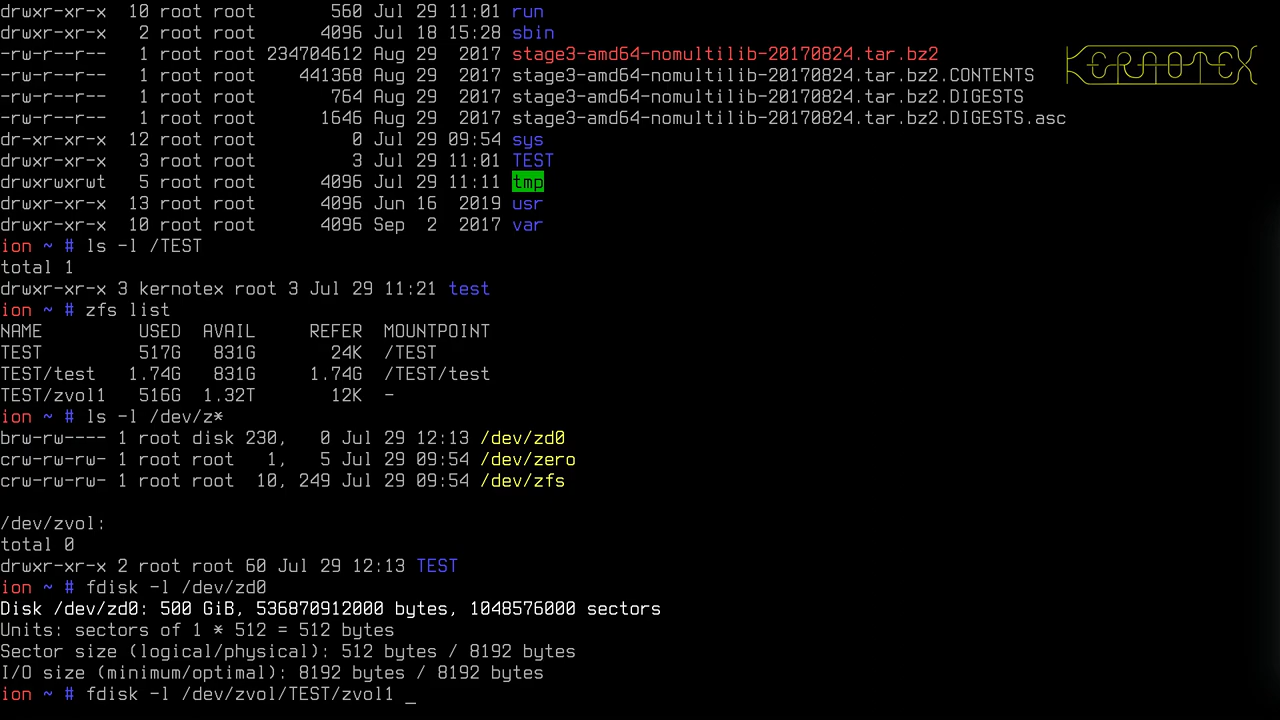 drwxr-xr-x  10 root root       560 Jul 29 11:01 run
drwxr-xr-x   2 root root      4096 Jul 18 15:28 sbin
-rw-r--r--   1 root root 234704612 Aug 29  2017 stage3-amd64-nomultilib-20170824.tar.bz2
KERNOTEX
-rw-r--r--   1 root root    441368 Aug 29  2017 stage3-amd64-nomultilib-20170824.tar.bz2.CONTENTS
-rw-r--r--   1 root root       764 Aug 29  2017 stage3-amd64-nomultilib-20170824.tar.bz2.DIGESTS
-rw-r--r--   1 root root      1646 Aug 29  2017 stage3-amd64-nomultilib-20170824.tar.bz2.DIGESTS.asc
dr-xr-xr-x  12 root root         0 Jul 29 09:54 sys
drwxr-xr-x   3 root root         3 Jul 29 11:01 TEST
drwxrwxrwt   5 root root      4096 Jul 29 11:11 tmp
drwxr-xr-x  13 root root      4096 Jun 16  2019 usr
drwxr-xr-x  10 root root      4096 Sep  2  2017 var
ion ~ # ls -l /TEST
total 1
drwxr-xr-x 3 kernotex root 3 Jul 29 11:21 test
ion ~ # zfs list
NAME         USED  AVAIL     REFER  MOUNTPOINT
TEST         517G   831G       24K  /TEST
TEST/test   1.74G   831G     1.74G  /TEST/test
TEST/zvol1   516G  1.32T       12K  -
ion ~ # ls -l /dev/z*
brw-rw---- 1 root disk 230,   0 Jul 29 12:13 /dev/zd0
crw-rw-rw- 1 root root   1,   5 Jul 29 09:54 /dev/zero
crw-rw-rw- 1 root root  10, 249 Jul 29 09:54 /dev/zfs
/dev/zvol:
total 0
drwxr-xr-x 2 root root 60 Jul 29 12:13 TEST
ion ~ # fdisk -l /dev/zd0
Disk /dev/zd0: 500 GiB, 536870912000 bytes, 1048576000 sectors
Units: sectors of 1 * 512 = 512 bytes
Sector size (logical/physical): 512 bytes / 8192 bytes
I/O size (minimum/optimal): 8192 bytes / 8192 bytes
ion ~ # fdisk -l /dev/zvol/TEST/zvol1 _